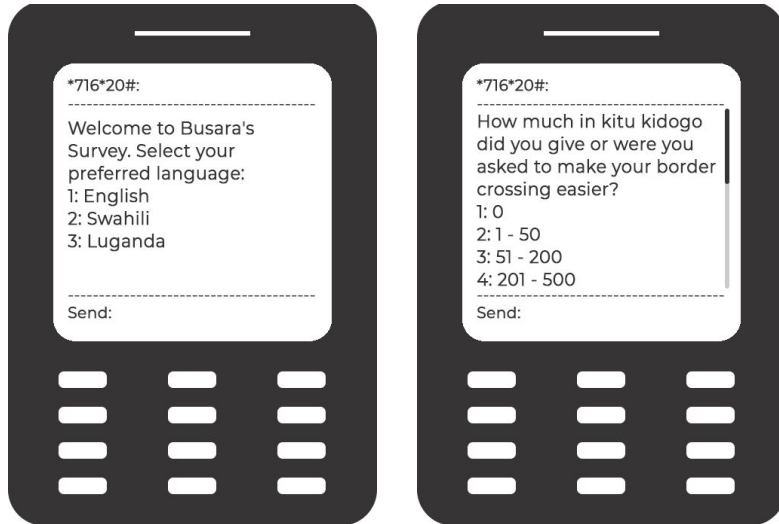 *716*20#:
Welcome to Busara's
Survey. Select your
preferred language:
1: English
2: Swahili
3: Luganda
Send:
*716*20#:
How much in kitu kidogo
did you give or were you
asked to make your border
crossing easier?
1: 0
2: 1 - 50
3: 51 - 200
4: 201 - 500
Send: